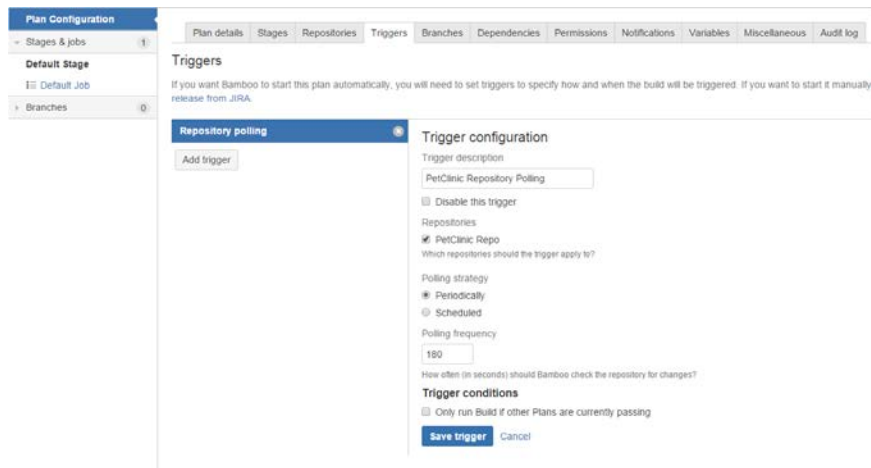 Plan Configuration
Stages & jobs 1
Default Stage
Default Job
Branches 0
Plan details Stages Repositories Triggers Branches Dependencies Permissions Notifications Variables Miscellaneous Audit log
Triggers
If you want Bamboo to start this plan automatically, you will need to set triggers to specify how and when the build will be triggered. If you want to start it manually
release from JIRA.
Repository polling
Add trigger
Trigger configuration
Trigger description
PetClinic Repository Polling
Disable this trigger
Repositories
PetClinic Repo
Which repositories should the trigger apply to?
Polling strategy
Periodically
Scheduled
Polling frequency
180
How often (in seconds) should Bamboo check the repository for changes?
Trigger conditions
Only run Build if other Plans are currently passing
Save trigger Cancel